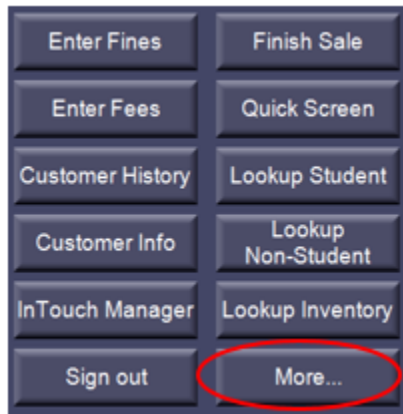 Enter Fines
Finish Sale
Enter Fees
Quick Screen
Customer History
Lookup Student
Customer Info
Lookup
Non-Student
InTouch Manager
Lookup Inventory
Sign out
More...